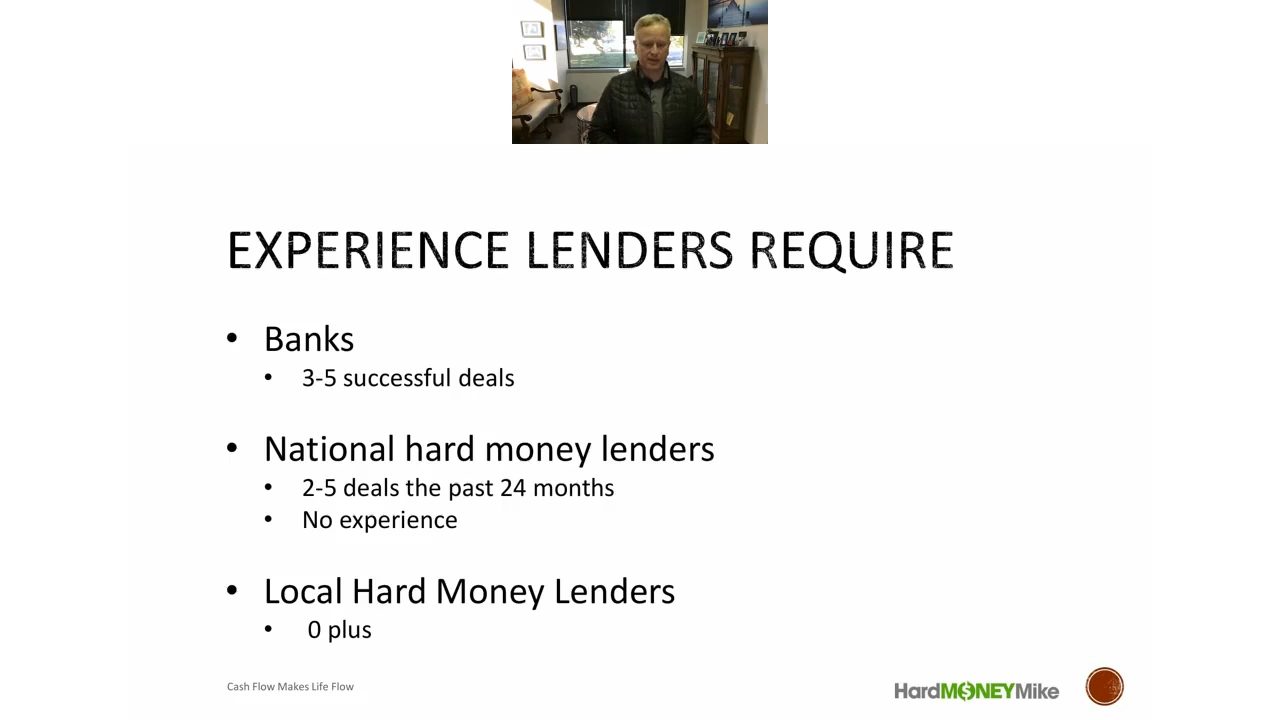 EXPERIENCE LENDERS REQUIRE
• Banks
• 3-5 successful deals
• National hard money lenders
• 2-5 deals the past 24 months
• No experience
• Local Hard Money Lenders
• 0 plus
Cash Flow Makes Life Flow
HardMONEYMike